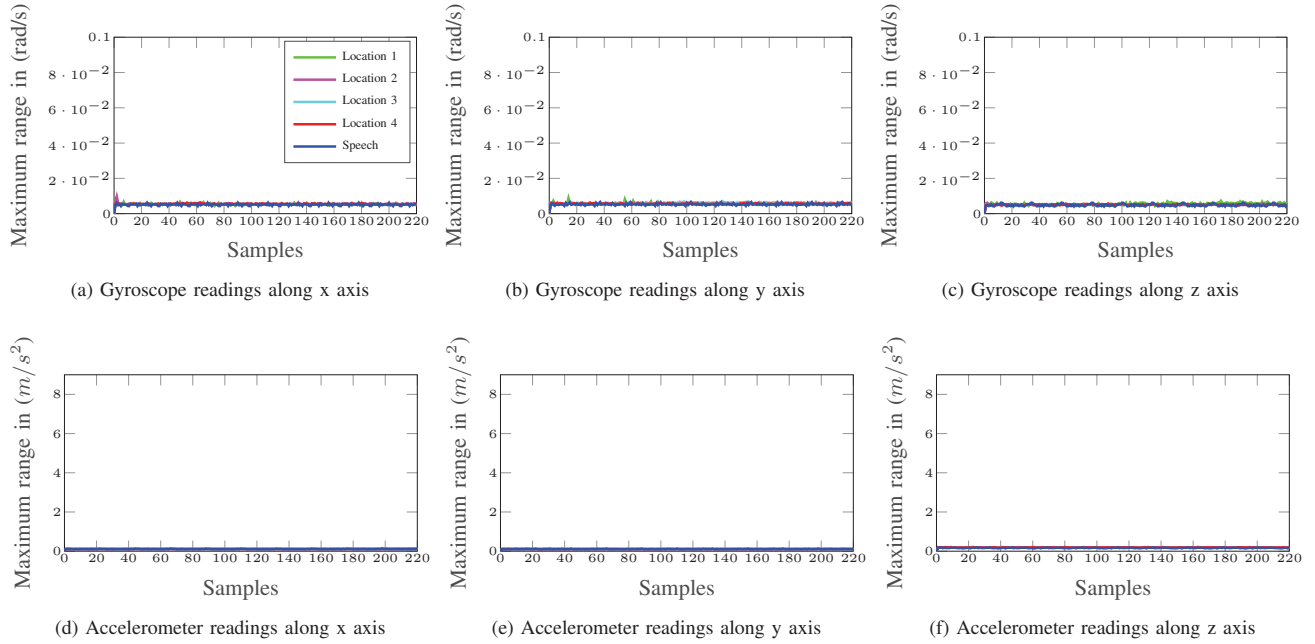 Maximum range in (rad/s)
0.1
8 · 10−2
6 · 10−2
4 · 10−2
2 · 10−2
0
0 20 40 60 80 100 120 140 160 180 200 220
Location 1
Location 2
Location 3
Location 4
Speech
Samples
(a) Gyroscope readings along x axis
Maximum range in (rad/s)
0.1
8 · 10−2
6 · 10−2
4 · 10−2
2 · 10−2
0
0 20 40 60 80 100 120 140 160 180 200 220
Samples
(b) Gyroscope readings along y axis
Maximum range in (rad/s)
0.1
8 · 10−2
6 · 10−2
4 · 10−2
2 · 10−2
0
0 20 40 60 80 100 120 140 160 180 200 220
Samples
(c) Gyroscope readings along z axis
Maximum range in (m/s2)
8
6
4
2
0
0 20 40 60 80 100 120 140 160 180 200 220
Samples
(d) Accelerometer readings along x axis
Maximum range in (m/s2)
8
6
4
2
0
0 20 40 60 80 100 120 140 160 180 200 220
Samples
(e) Accelerometer readings along y axis
Maximum range in (m/s2)
8
6
4
2
0
0 20 40 60 80 100 120 140 160 180 200 220
Samples
(f) Accelerometer readings along z axis